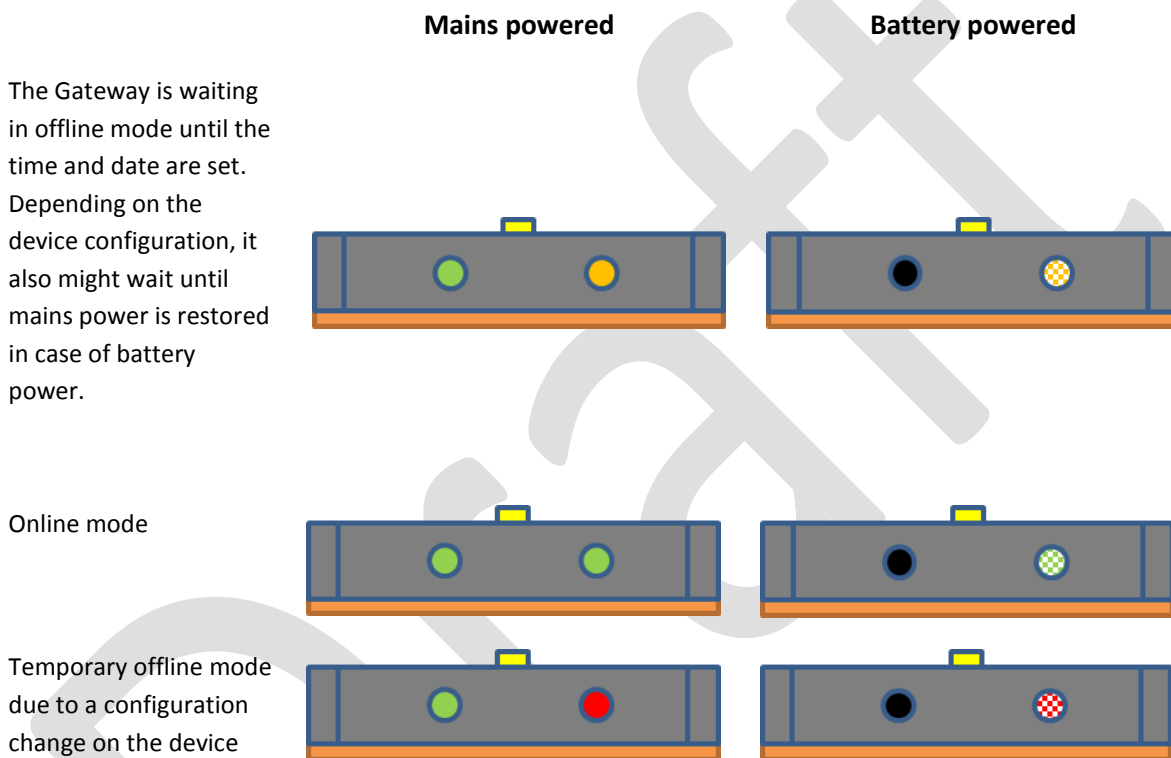 Mains powered
Battery powered
The Gateway is waiting
in offline mode until the
time and date are set.
Depending on the
device configuration, it
also might wait until
mains power is restored
in case of battery
power.
Online mode
Temporary offline mode
due to a configuration
change on the device
Draft